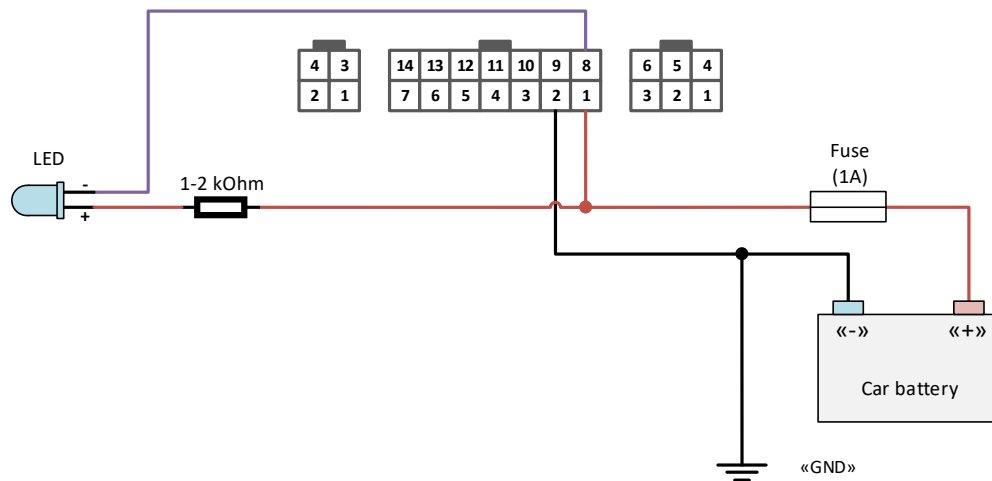 4 3
2 1
14 13 12 11 10 9 8
7 6 5 4 3 2 1
6 5 4
3 2 1
LED
-
+
1-2 kOhm
Fuse
(1A)
«-» «+»
Car battery
«GND»